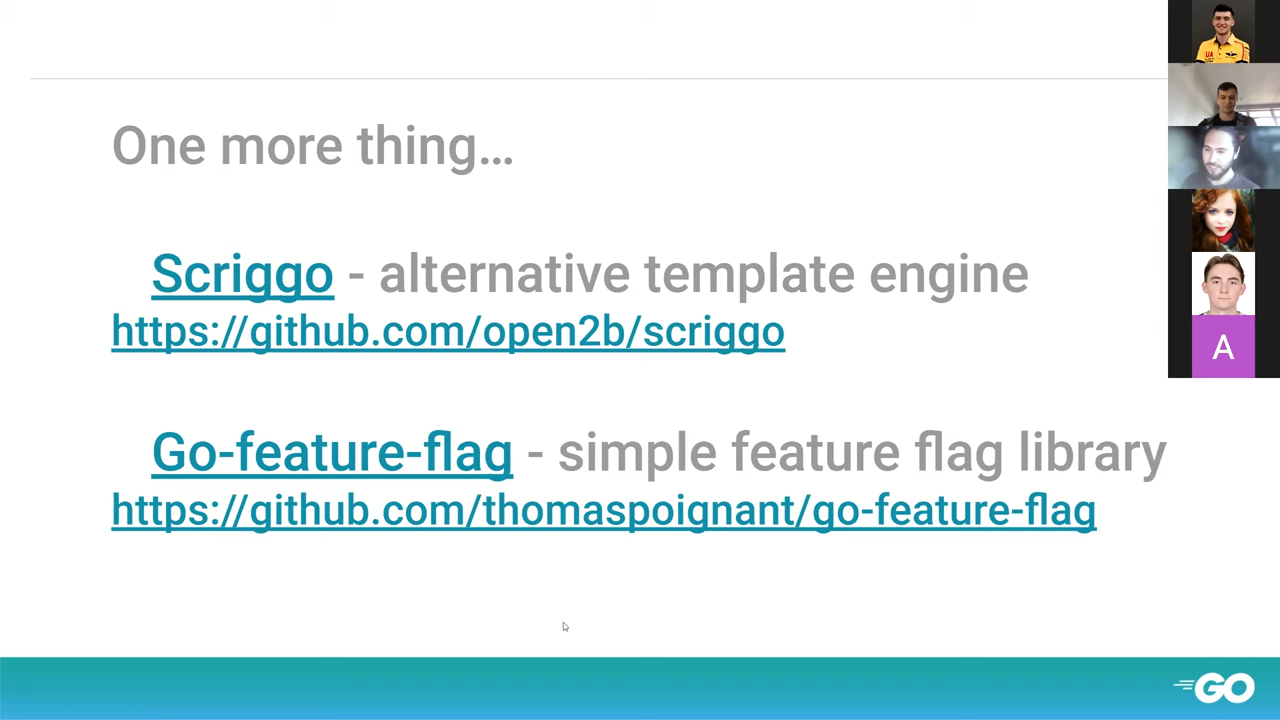 One more thing…
Scriggo - alternative template engine
https://github.com/open2b/scriggo
Go-feature-flag - simple feature flag library
https://github.com/thomaspoignant/go-feature-flag
UA
A
GO